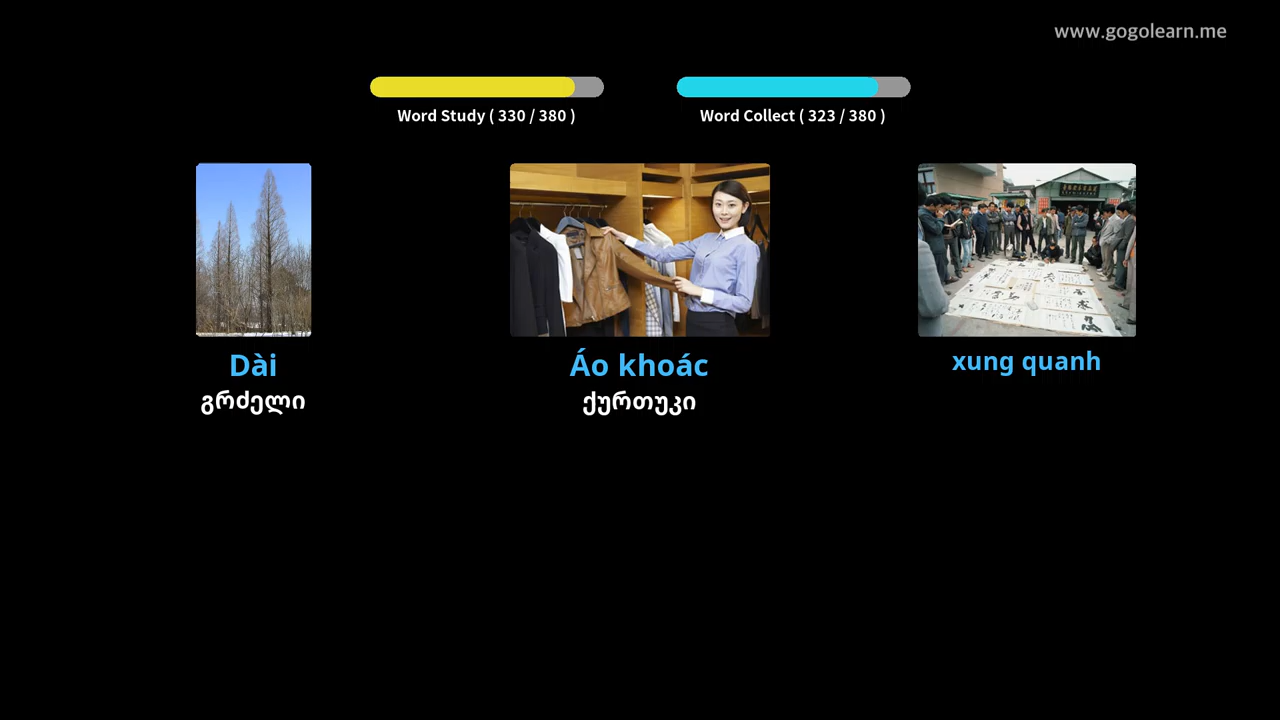 www.gogolearn.me
Word Study ( 330 / 380 )
Word Collect ( 323 / 380 )
Dài
გრძელი
Áo khoác
ქურთუკი
xung quanh